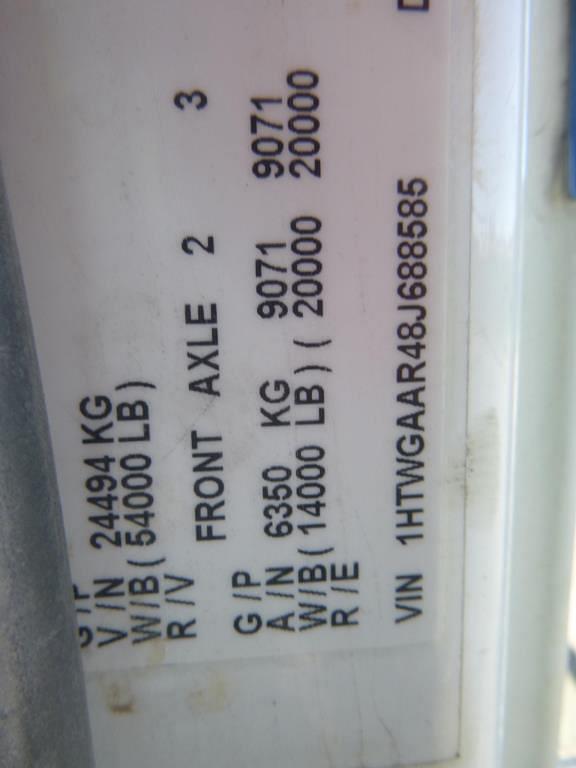 G /P
V /N 24494 KG
W/B( 54000 LB)
R /V FRONT AXLE 2 3
G /P
A /N 6350 KG 9071 9071
W/B( 14000 LB) ( 20000 20000
R /E
VIN 1HTWGAAR48J688585